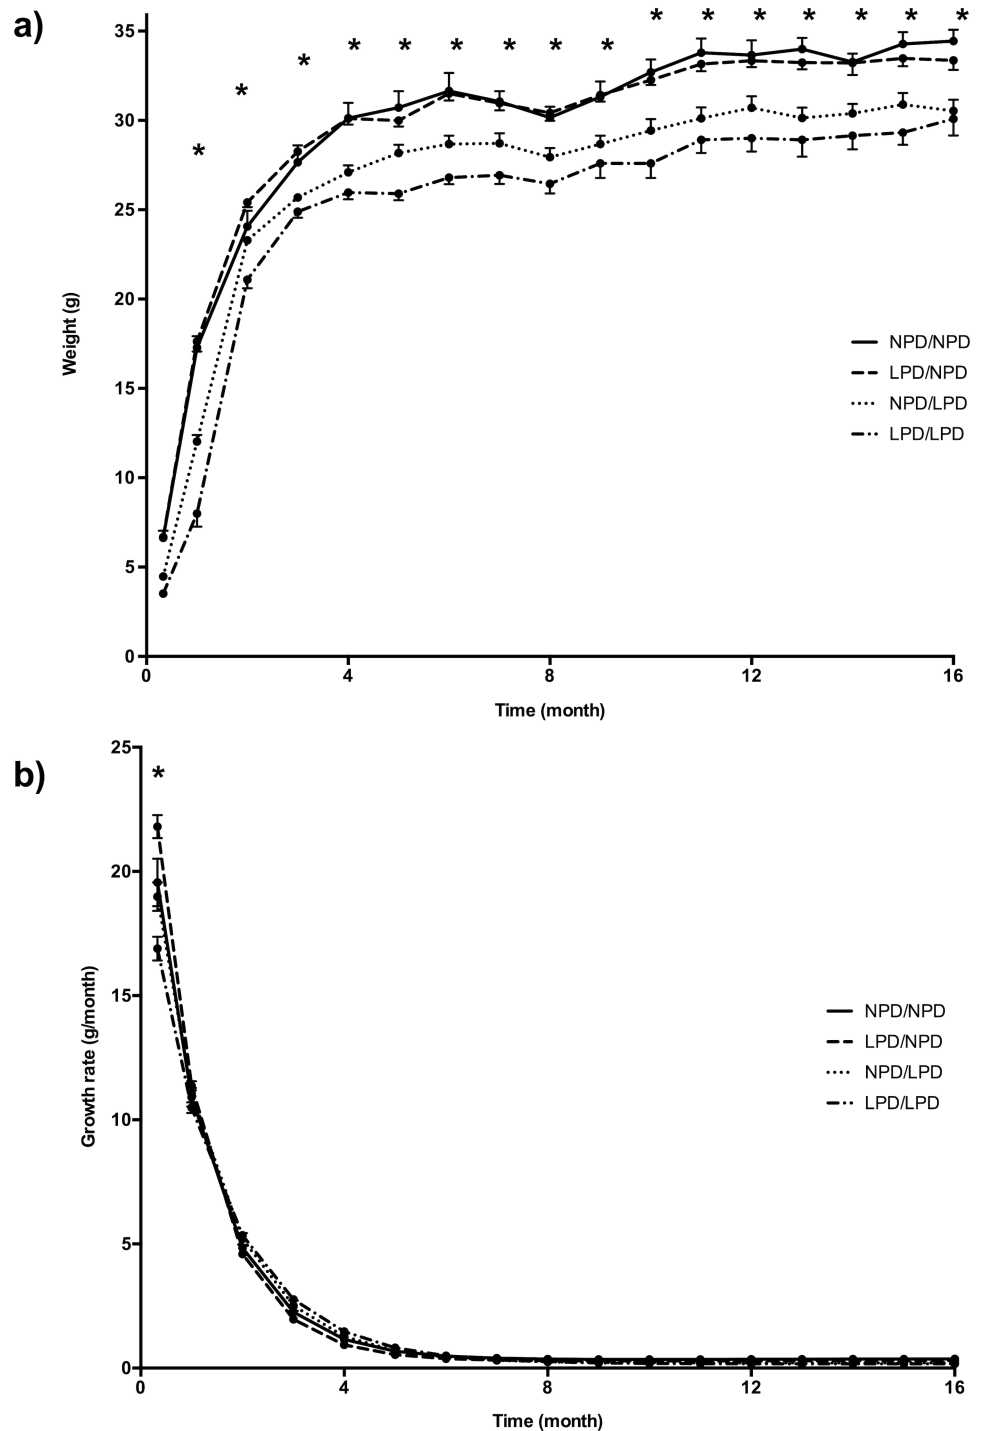 a)
* * * * * * *
* * * * * *
*
*
*
35
30
25
20
15
10
5
0
Weight (g)
NPD/NPD
LPD/NPD
NPD/LPD
LPD/LPD
0 4 8 12 16
Time (month)
b)
*
25
20
15
10
5
0
Growth rate (g/month)
NPD/NPD
LPD/NPD
NPD/LPD
LPD/LPD
0 4 8 12 16
Time (month)